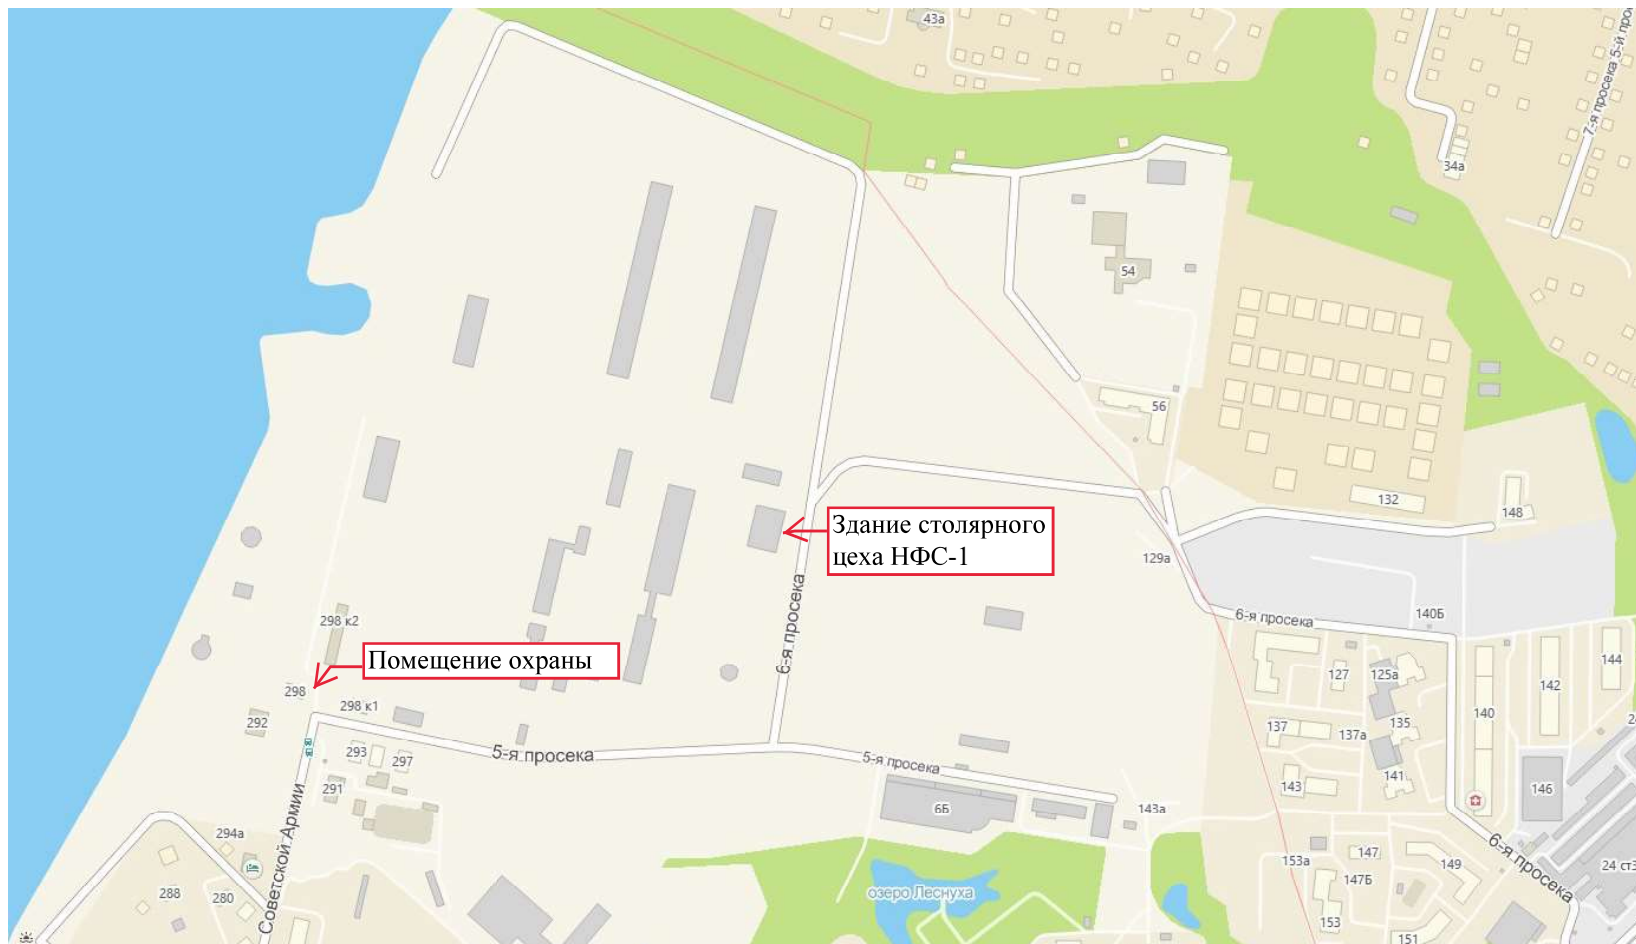 43а
7-я просека 5-й про
34а
54
56
132
148
Здание столярного
цеха НФС-1
129а
6-я просека
6-я просека
140Б
298 к2
Помещение охраны
298
298 к1
292
293
297
291
5-я просека
5-я просека
127
125а
144
142
140
135
137
137а
141
143
146
6Б
143а
Советской Армии
294а
288
280
озеро Леснуха
153а
147
147Б
149
153
151
6-я просека
24 ст3